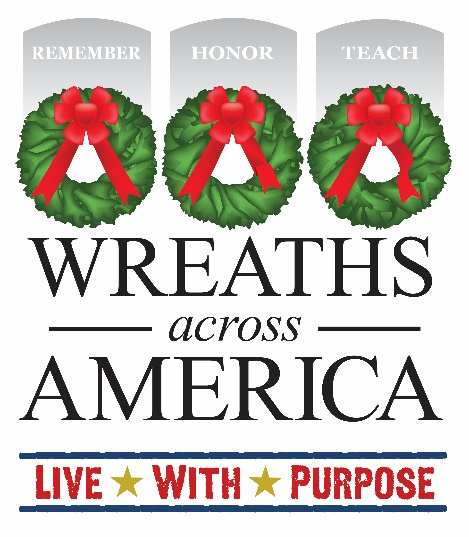 REMEMBER HONOR TEACH
WREATHS
across
AMERICA
LIVE WITH PURPOSE